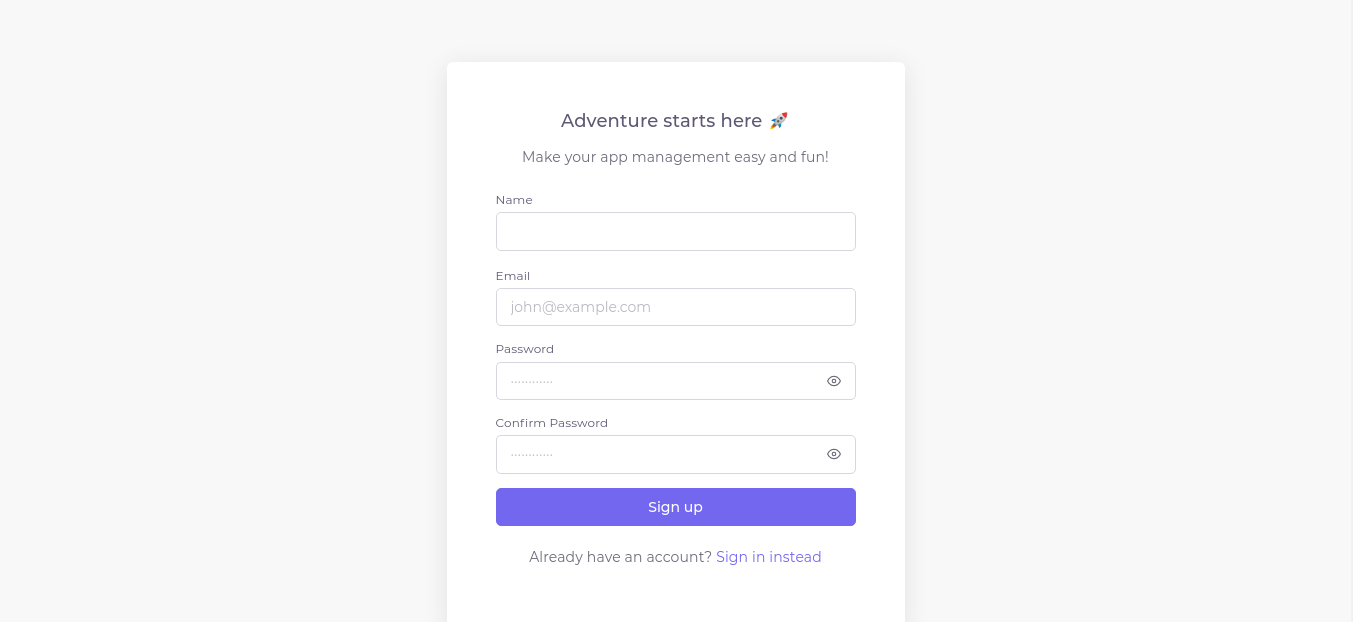 Adventure starts here 🚀
Make your app management easy and fun!
Name
Email
john@example.com
Password
············
Confirm Password
············
Sign up
Already have an account? Sign in instead